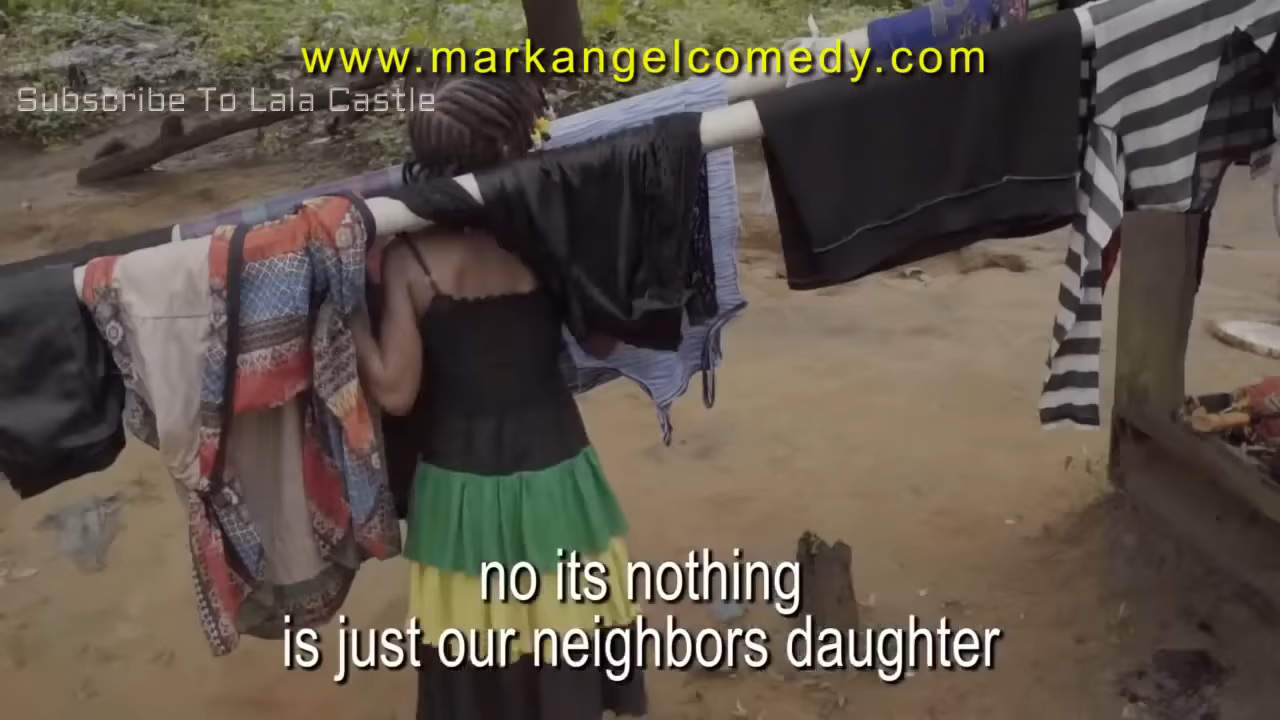 www.markangelcomedy.com
Subscribe To Lala Castle
no its nothing
is just our neighbors daughter